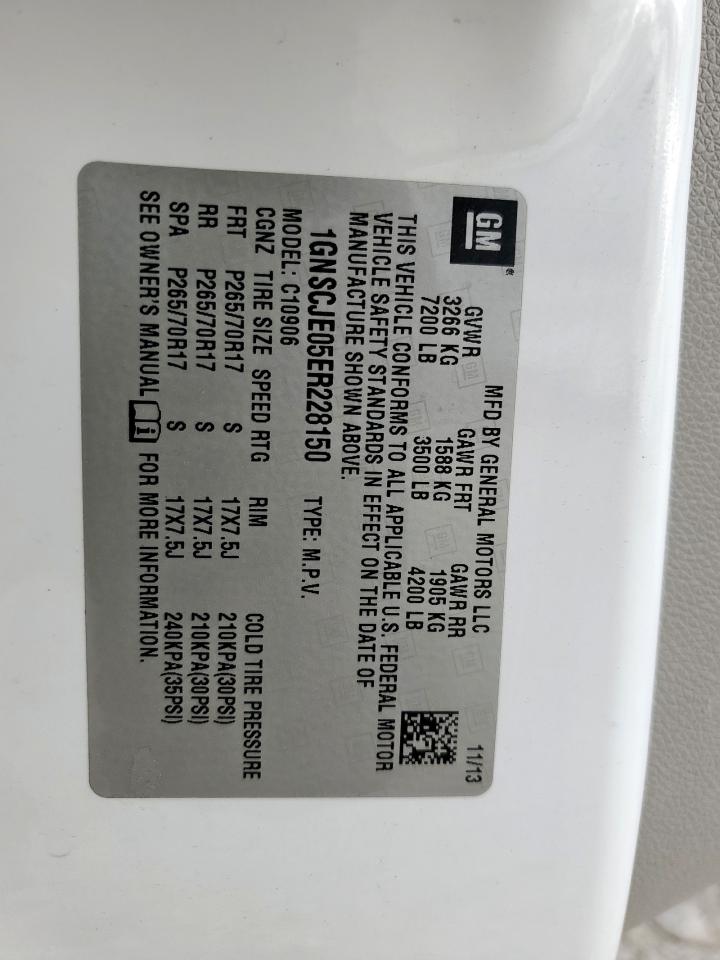 GM
MFD BY GENERAL MOTORS LLC 11/13
GVWR GAWR FRT GAWR RR
3266 KG 1588 KG 1905 KG
7200 LB 3500 LB 4200 LB
THIS VEHICLE CONFORMS TO ALL APPLICABLE U.S. FEDERAL MOTOR
VEHICLE SAFETY STANDARDS IN EFFECT ON THE DATE OF
MANUFACTURE SHOWN ABOVE.
1GNSCJE05ER228150 TYPE: M.P.V.
MODEL: C10906
CGNZ TIRE SIZE SPEED RTG RIM COLD TIRE PRESSURE
FRT P265/70R17 S 17X7.5J 210KPA(30PSI)
RR P265/70R17 S 17X7.5J 210KPA(30PSI)
SPA P265/70R17 S 17X7.5J 240KPA(35PSI)
SEE OWNER'S MANUAL i FOR MORE INFORMATION.